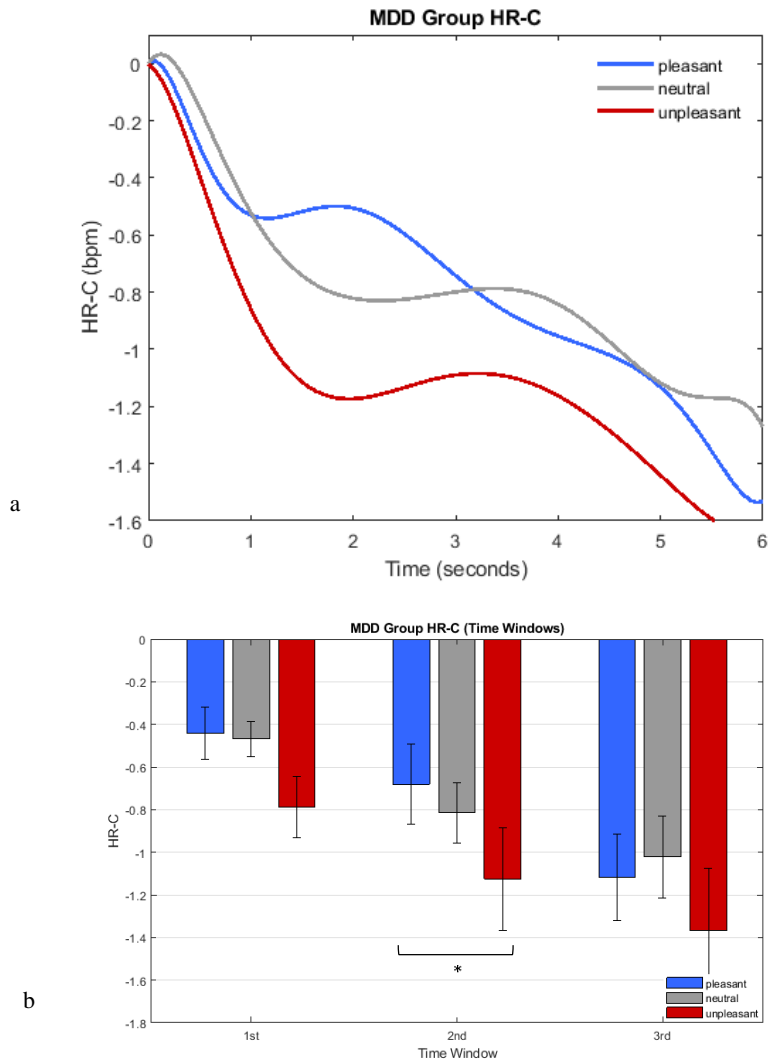 MDD Group HR-C
pleasant
neutral
unpleasant
0
-0.2
-0.4
-0.6
-0.8
-1
-1.2
-1.4
-1.6
HR-C (bpm)
0 1 2 3 4 5 6
Time (seconds)
a
MDD Group HR-C (Time Windows)
0
-0.2
-0.4
-0.6
-0.8
-1
-1.2
-1.4
-1.6
-1.8
HR-C
*
pleasant
neutral
unpleasant
1st 2nd 3rd
Time Window
b